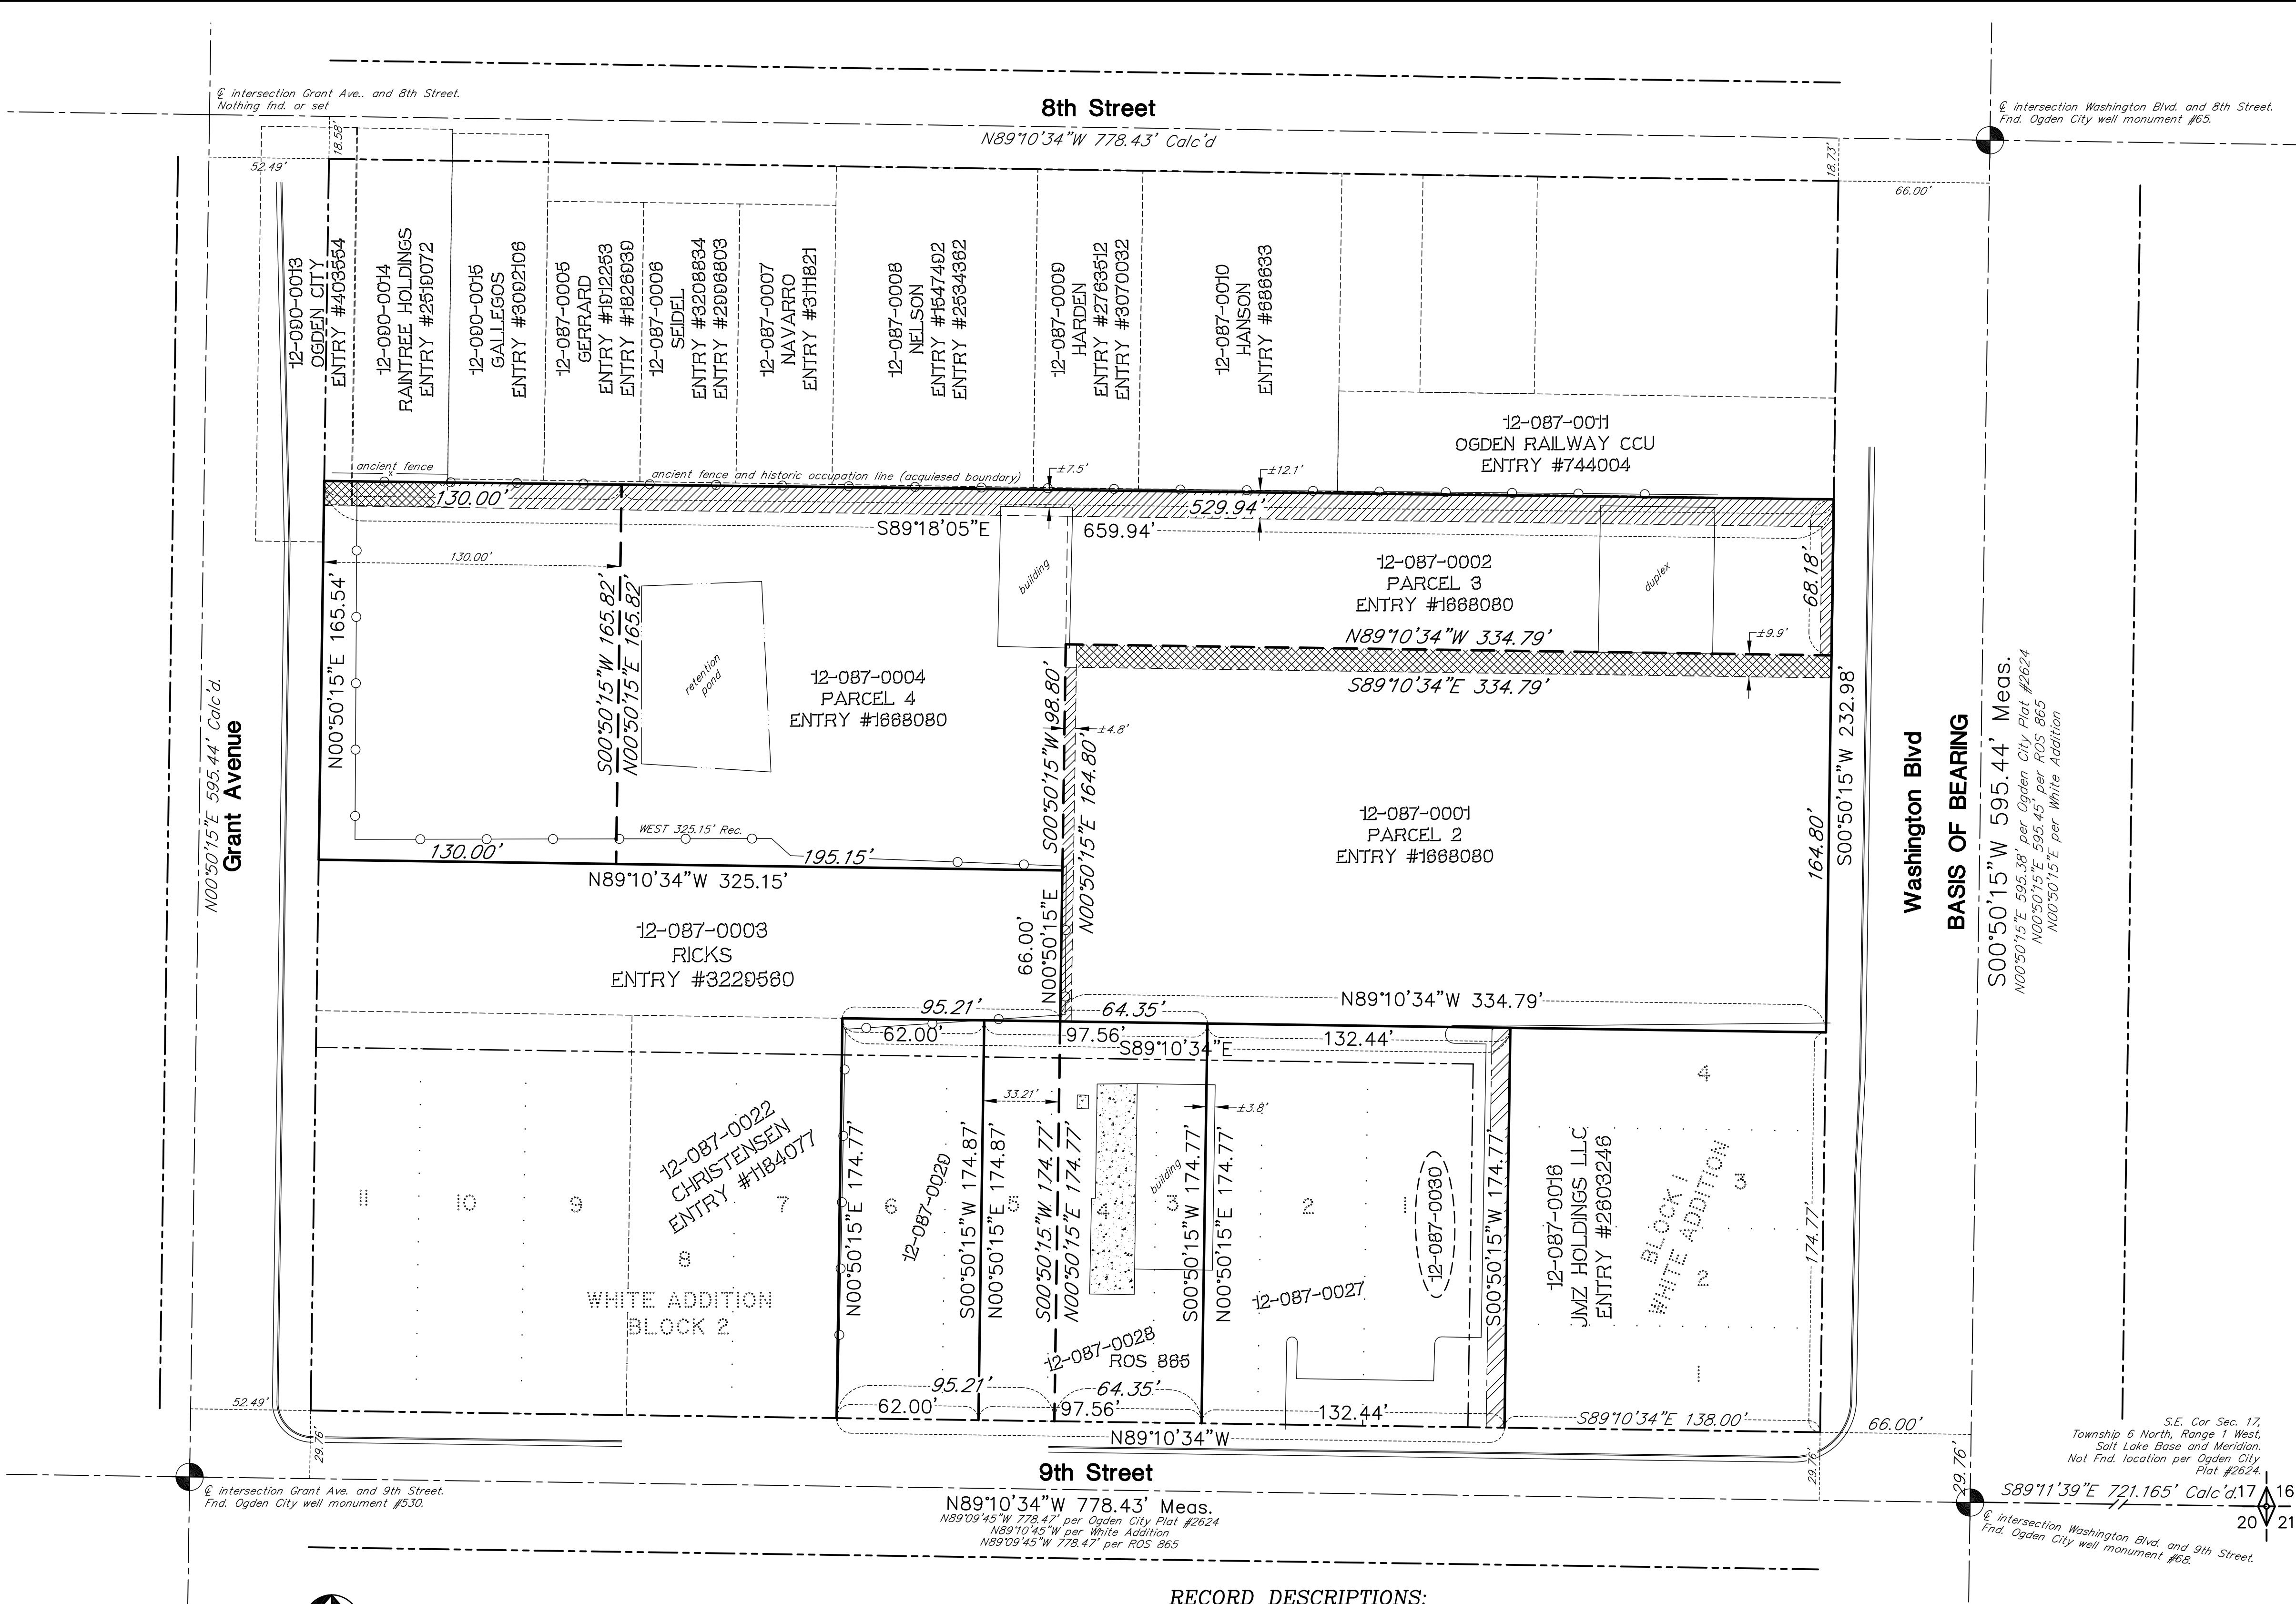 ℄ intersection Grant Ave.. and 8th Street.
Nothing fnd. or set
8th Street
N89°10'34"W 778.43' Calc'd
℄ intersection Washington Blvd. and 8th Street.
Fnd. Ogden City well monument #65.
18.58'
52.49'
18.73'
66.00'
12-090-0013
OGDEN CITY
ENTRY #403554
12-090-0014
RAINTREE HOLDINGS
ENTRY #2510072
12-090-0015
GALLEGOS
ENTRY #3002106
12-087-0005
GERRARD
ENTRY #1912253
ENTRY #1826039
12-087-0006
SEIDEL
ENTRY #3208834
ENTRY #2006803
12-087-0007
NAVARRO
ENTRY #3111821
12-087-0008
NELSON
ENTRY #1547402
ENTRY #2534362
12-087-0009
HARDEN
ENTRY #2763512
ENTRY #3070032
12-087-0010
HANSON
ENTRY #686633
12-087-0011
OGDEN RAILWAY CCU
ENTRY #744004
ancient fence
x
ancient fence and historic occupation line (acquiesed boundary)
±7.5'
±12.1'
130.00'
529.94'
S89°18'05"E
659.94'
130.00'
building
12-087-0002
PARCEL 3
ENTRY #1668080
duplex
68.18'
N00°50'15"E 165.54'
S00°50'15"W 165.82'
N00°50'15"E 165.82'
retention
pond
12-087-0004
PARCEL 4
ENTRY #1668080
N89°10'34"W 334.79'
±9.9'
S89°10'34"E 334.79'
S00°50'15"W 98.80'
±4.8'
N00°50'15"E 164.80'
12-087-0001
PARCEL 2
ENTRY #1668080
164.80'
S00°50'15"W 232.98'
N00°50'15"E 595.44' Calc'd.
Grant Avenue
Washington Blvd
BASIS OF BEARING
S00°50'15"W 595.44' Meas.
N00°50'15"E 595.38' per Ogden City Plat #2624
N00°50'15"E 595.45' per ROS 865
N00°50'15"E per White Addition
WEST 325.15' Rec.
130.00'
195.15'
N89°10'34"W 325.15'
12-087-0003
RICKS
ENTRY #3220560
66.00'
N00°50'15"E
95.21'
64.35'
N89°10'34"W 334.79'
62.00'
97.56'
132.44'
S89°10'34"E
33.21'
±3.8'
12-087-0022
CHRISTENSEN
ENTRY #1184077
11
10
9
8
7
6
5
4
3
2
1
WHITE ADDITION
BLOCK 2
N00°50'15"E 174.77'
12-087-0029
S00°50'15"W 174.87'
N00°50'15"E 174.87'
S00°50'15"W 174.77'
N00°50'15"E 174.77'
building
S00°50'15"W 174.77'
N00°50'15"E 174.77'
12-087-0028
ROS 865
12-087-0027
12-087-0030
S00°50'15"W 174.77'
12-087-0016
JMZ HOLDINGS LLC
ENTRY #2603246
4
3
BLOCK 1
WHITE ADDITION
2
1
174.77'
95.21'
64.35'
62.00'
97.56'
132.44'
S89°10'34"E 138.00'
66.00'
N89°10'34"W
52.49'
29.76'
29.76'
29.76'
9th Street
℄ intersection Grant Ave. and 9th Street.
Fnd. Ogden City well monument #530.
N89°10'34"W 778.43' Meas.
N89°09'45"W 778.47' per Ogden City Plat #2624
N89°10'45"W per White Addition
N89°09'45"W 778.47' per ROS 865
S.E. Cor Sec. 17,
Township 6 North, Range 1 West,
Salt Lake Base and Meridian.
Not Fnd. location per Ogden City
Plat #2624.
S89°11'39"E 721.165' Calc'd.
17 16
20 21
℄ intersection Washington Blvd. and 9th Street.
Fnd. Ogden City well monument #68.
RECORD DESCRIPTIONS: